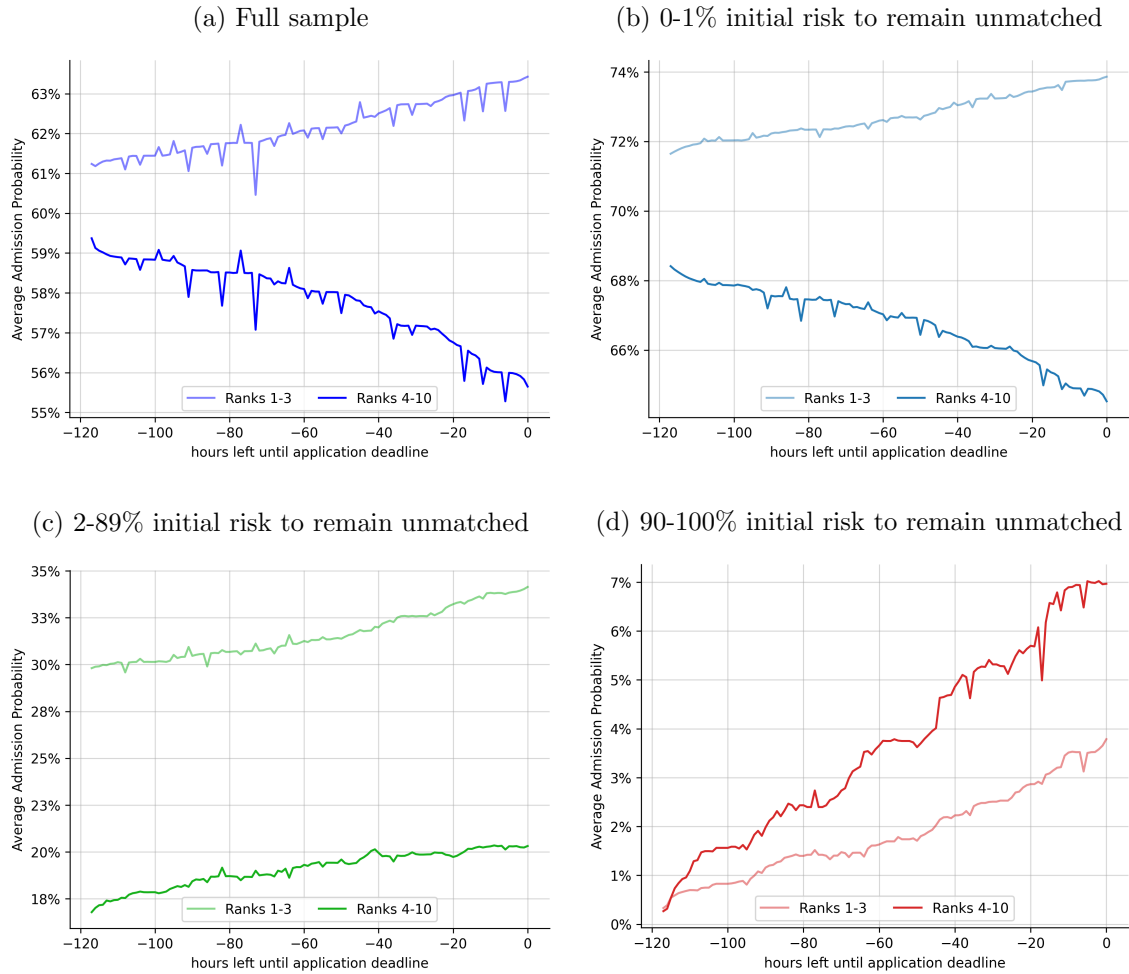 (a) Full sample
Average Admission Probability
63%
62%
61%
60%
59%
58%
57%
56%
55%
Ranks 1-3 Ranks 4-10
−120 −100 −80 −60 −40 −20 0
hours left until application deadline
(b) 0-1% initial risk to remain unmatched
Average Admission Probability
74%
72%
70%
68%
66%
Ranks 1-3 Ranks 4-10
−120 −100 −80 −60 −40 −20 0
hours left until application deadline
(c) 2-89% initial risk to remain unmatched
Average Admission Probability
35%
33%
30%
28%
25%
23%
20%
18%
Ranks 1-3 Ranks 4-10
−120 −100 −80 −60 −40 −20 0
hours left until application deadline
(d) 90-100% initial risk to remain unmatched
Average Admission Probability
7%
6%
5%
4%
3%
2%
1%
0%
Ranks 1-3 Ranks 4-10
−120 −100 −80 −60 −40 −20 0
hours left until application deadline